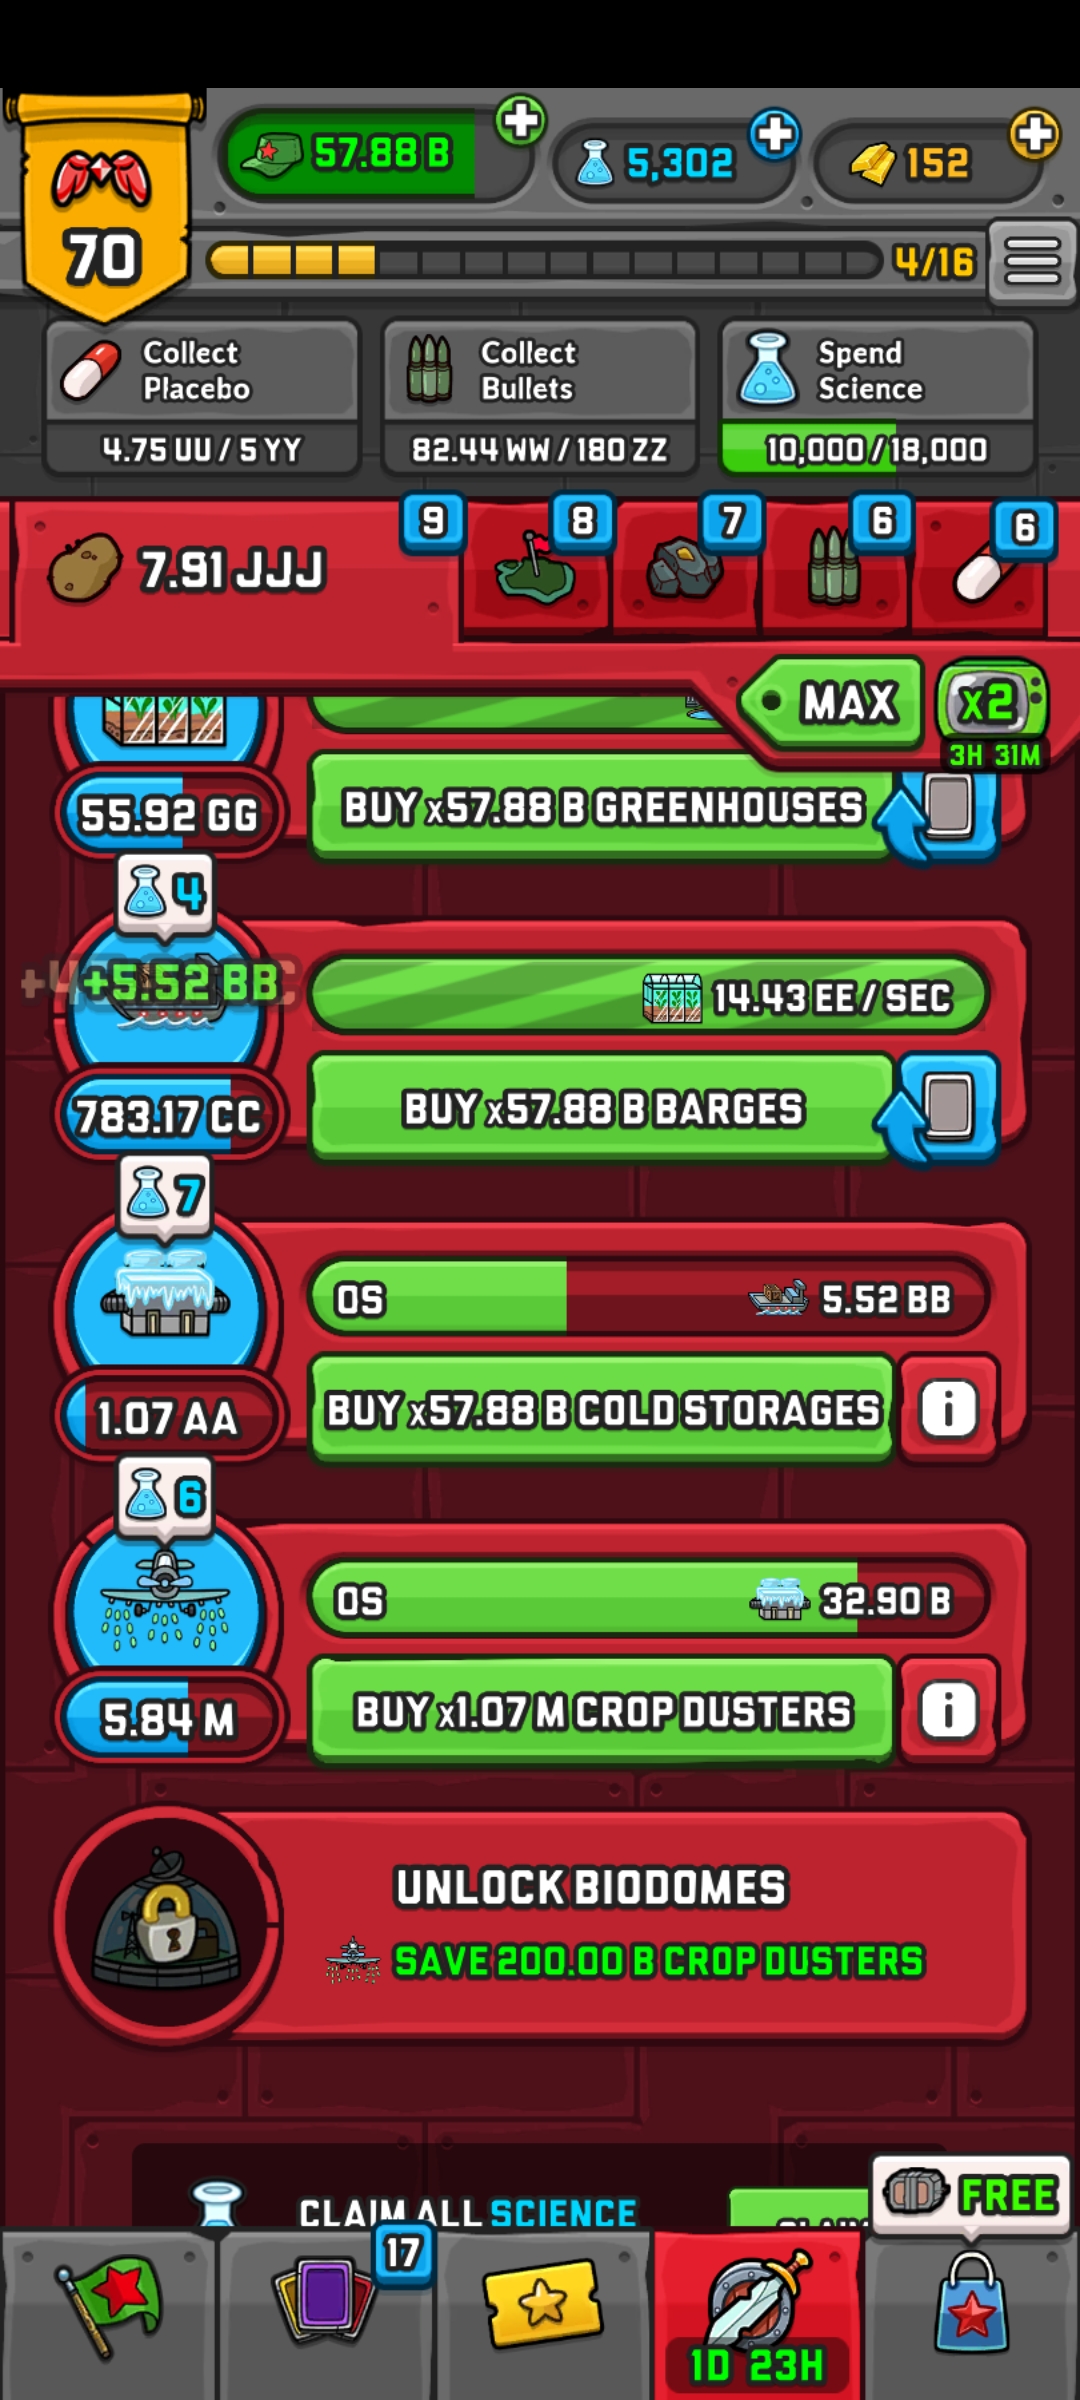 57.88 B
5,302
152
70
4/16
Collect
Placebo
4.75 UU / 5 YY
Collect
Bullets
82.44 WW / 180 ZZ
Spend
Science
10,000 / 18,000
7.91 JJJ
9
8
7
6
6
MAX
x2
3H 31M
55.92 GG
BUY x57.88 B GREENHOUSES
4
+5.52 BB
14.43 EE / SEC
783.17 CC
BUY x57.88 B BARGES
7
0S
5.52 BB
1.07 AA
BUY x57.88 B COLD STORAGES
i
6
0S
32.90 B
5.84 M
BUY x1.07 M CROP DUSTERS
i
UNLOCK BIODOMES
SAVE 200.00 B CROP DUSTERS
CLAIM ALL SCIENCE
FREE
17
1D 23H